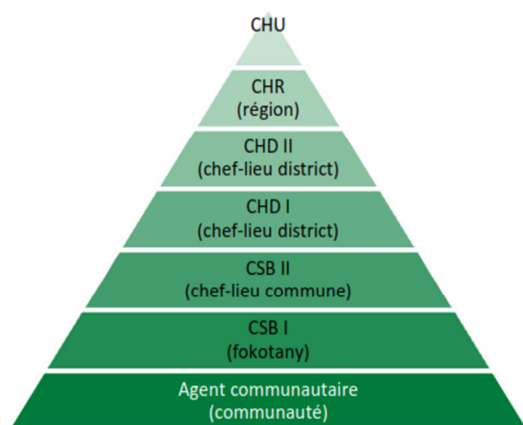 CHU
CHR
(région)
CHD II
(chef-lieu district)
CHD I
(chef-lieu district)
CSB II
(chef-lieu commune)
CSB I
(fokotany)
Agent communautaire
(communauté)